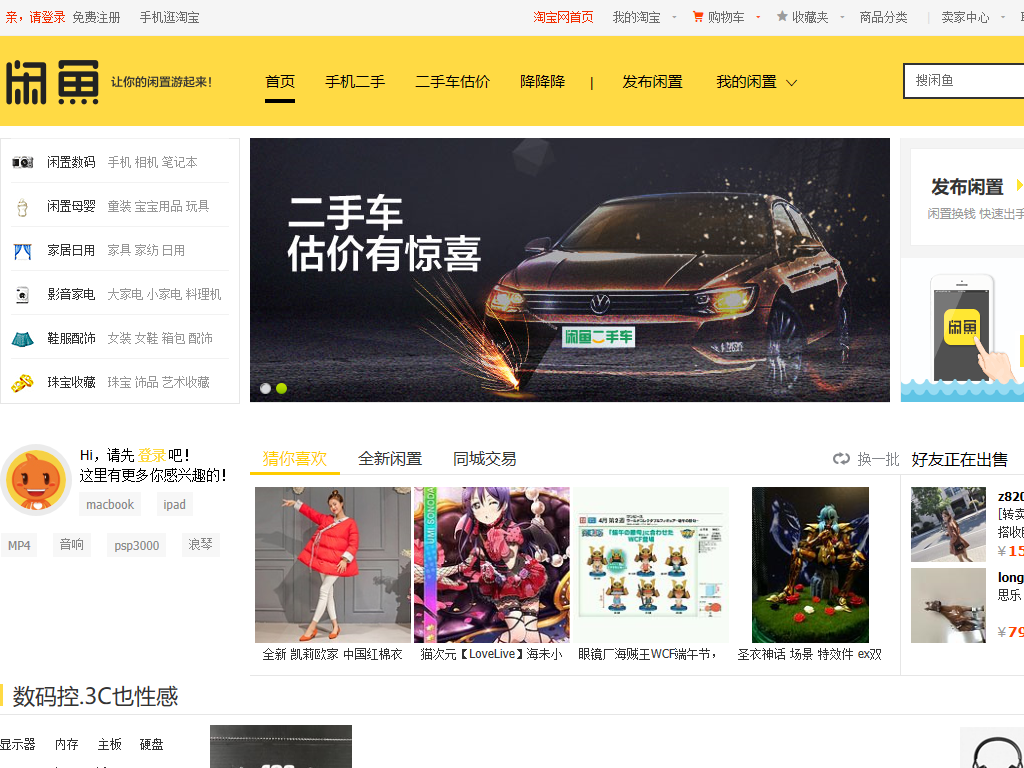 亲，请登录 免费注册 手机逛淘宝 淘宝网首页 我的淘宝 购物车 收藏夹 商品分类 | 卖家中心
闲鱼 让你的闲置游起来！ 首页 手机二手 二手车估价 降降降 | 发布闲置 我的闲置 搜闲鱼
闲置数码 手机 相机 笔记本
闲置母婴 童装 宝宝用品 玩具
家居日用 家具 家纺 日用
影音家电 大家电 小家电 料理机
鞋服配饰 女装 女鞋 箱包 配饰
珠宝收藏 珠宝 饰品 艺术收藏
二手车
估价有惊喜
闲鱼二手车
发布闲置
闲置换钱 快速出手
闲鱼
Hi，请先 登录 吧！
这里有更多你感兴趣的！
macbook ipad
MP4 音响 psp3000 浪琴
猜你喜欢 全新闲置 同城交易 换一批
4月 第2週
WCF登場
全新 凯莉欧家 中国红棉衣
猫次元【LoveLive】海未小
眼镜厂海贼王WCF端午节，
圣衣神话 场景 特效件 ex双
好友正在出售
z820
[转卖
搭收
¥15
long
思乐
¥79
数码控.3C也性感
显示器 内存 主板 硬盘